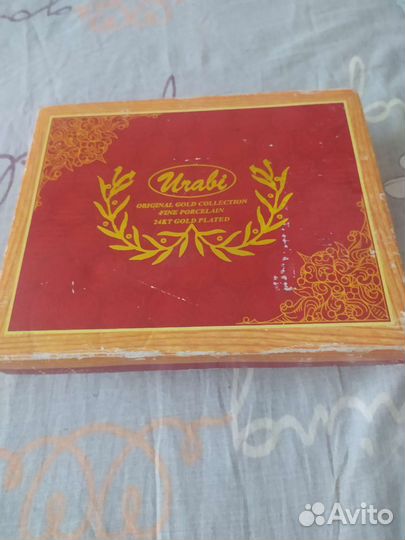 Urabi
ORIGINAL GOLD COLLECTION
FINE PORCELAIN
24KT GOLD PLATED
Avito